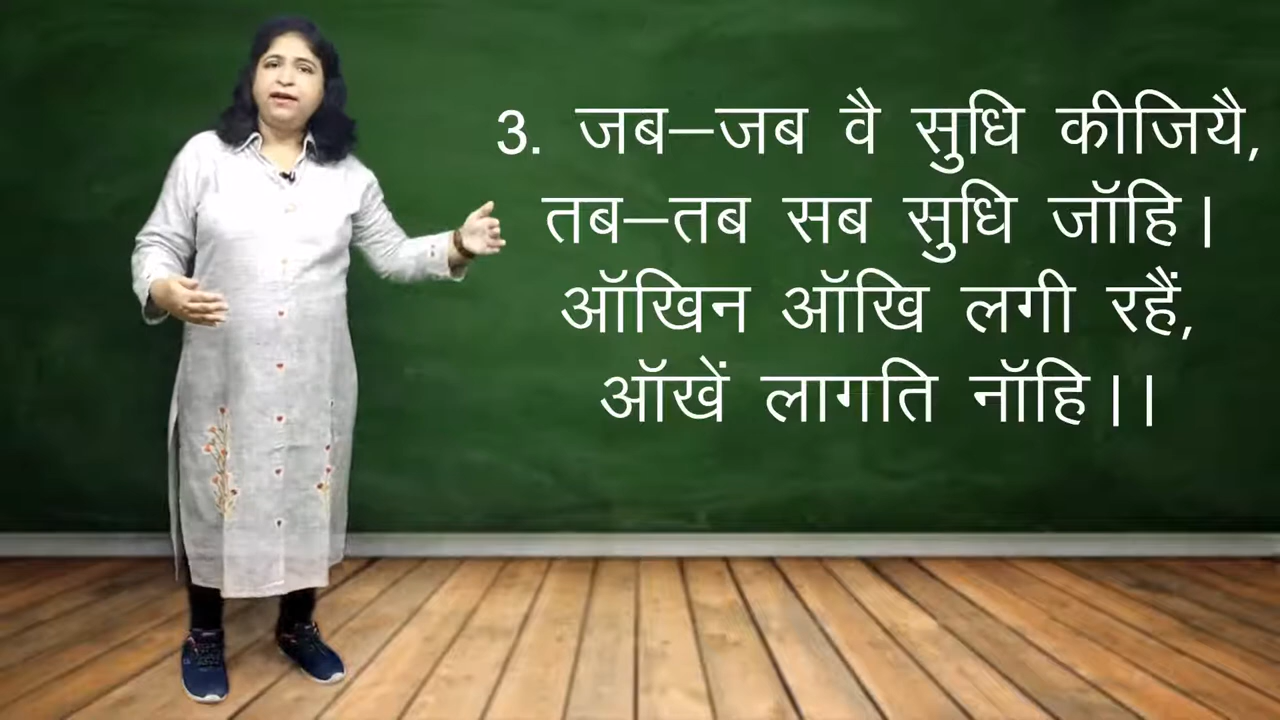 3. जब–जब वै सुधि कीजियै,
तब–तब सब सुधि जॉहि।
ऑखिन ऑखि लगी रहैं,
ऑखें लागति नॉहि।।